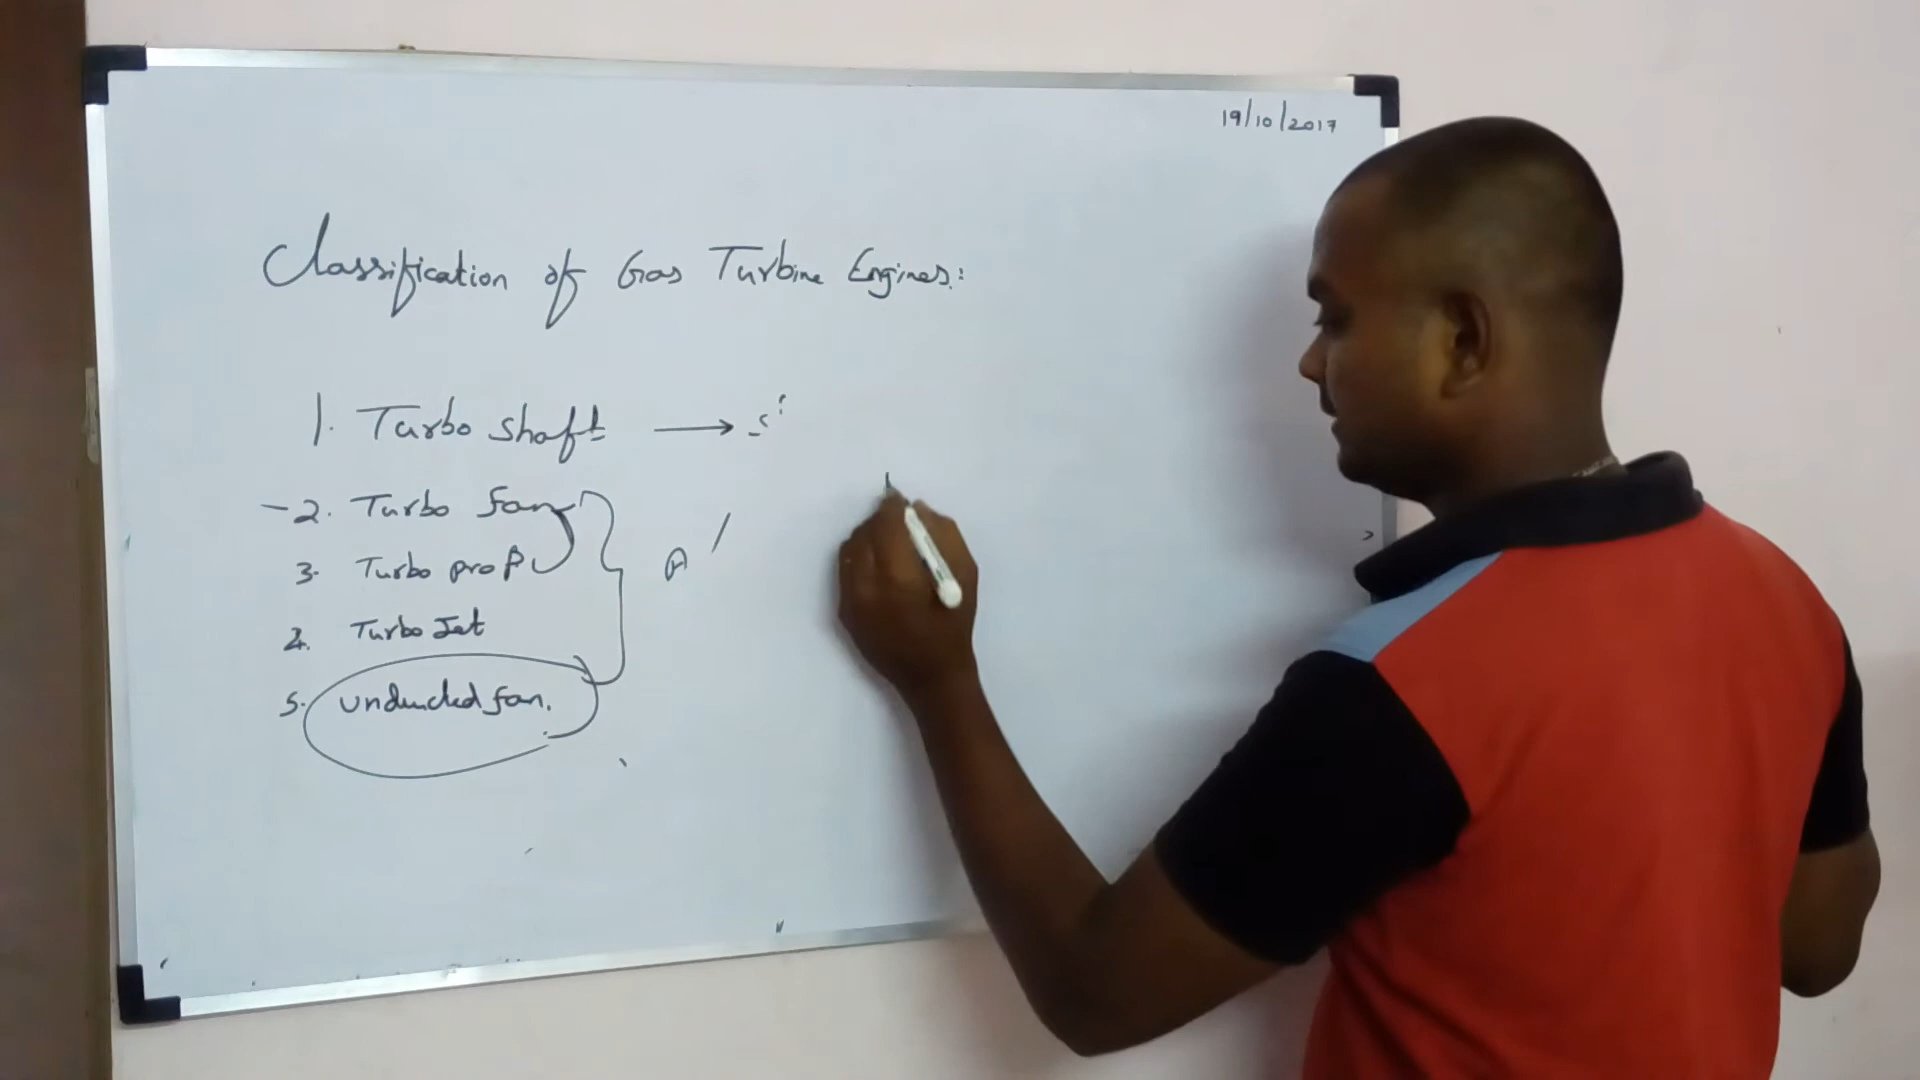 19/10/2017
Classification of Gas Turbine Engines:
1. Turbo shaft →
2. Turbo fan
3. Turbo prop
4. Turbo Jet
5. unducted fan.
A